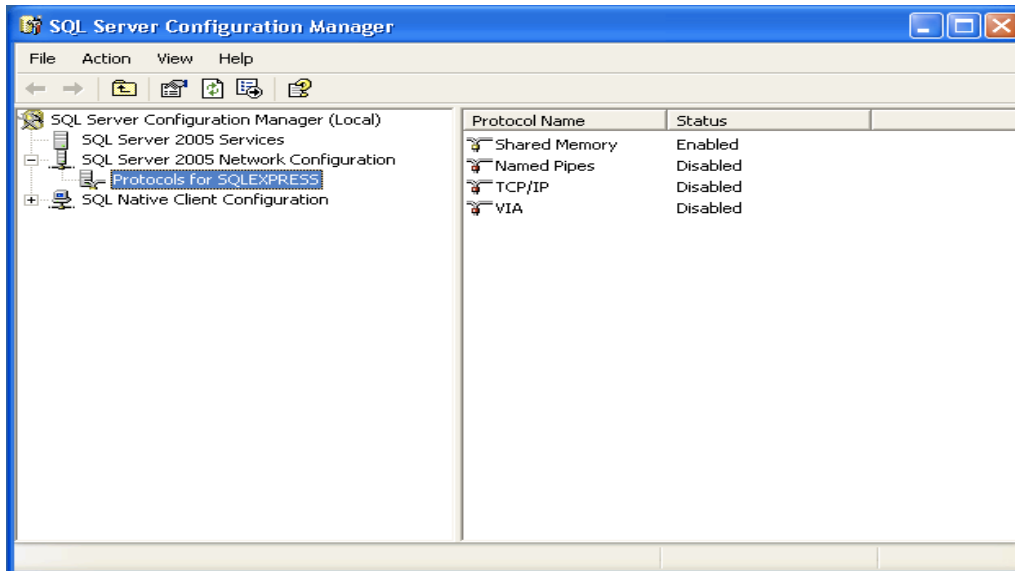 SQL Server Configuration Manager
File Action View Help
SQL Server Configuration Manager (Local)
SQL Server 2005 Services
SQL Server 2005 Network Configuration
Protocols for SQLEXPRESS
SQL Native Client Configuration
Protocol Name Status
Shared Memory Enabled
Named Pipes Disabled
TCP/IP Disabled
VIA Disabled